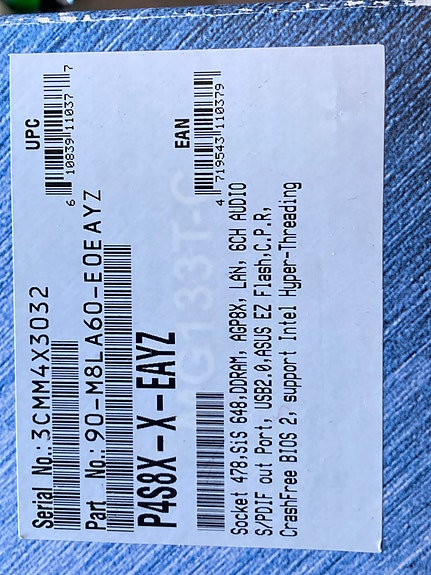 Serial No.: 3CMM4X3032
Part No.: 90-M8LA60-E0EAYZ
P4S8X-X-EAYZ
UPC
6 10839 11037 7
EAN
4 719543 110379
Socket 478,SiS 648,DDRAM, AGP8X, LAN, 6CH AUDIO
S/PDIF out Port, USB2.0,ASUS EZ Flash,C.P.R,
CrashFree BIOS 2, support Intel Hyper-Threading